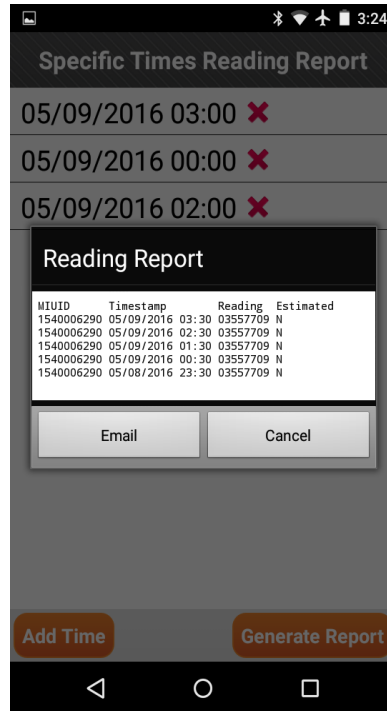 3:24
Specific Times Reading Report
05/09/2016 03:00
05/09/2016 00:00
05/09/2016 02:00
Reading Report
MIUID Timestamp Reading Estimated
1540006290 05/09/2016 03:30 03557709 N
1540006290 05/09/2016 02:30 03557709 N
1540006290 05/09/2016 01:30 03557709 N
1540006290 05/09/2016 00:30 03557709 N
1540006290 05/08/2016 23:30 03557709 N
Email Cancel
Add Time Generate Report